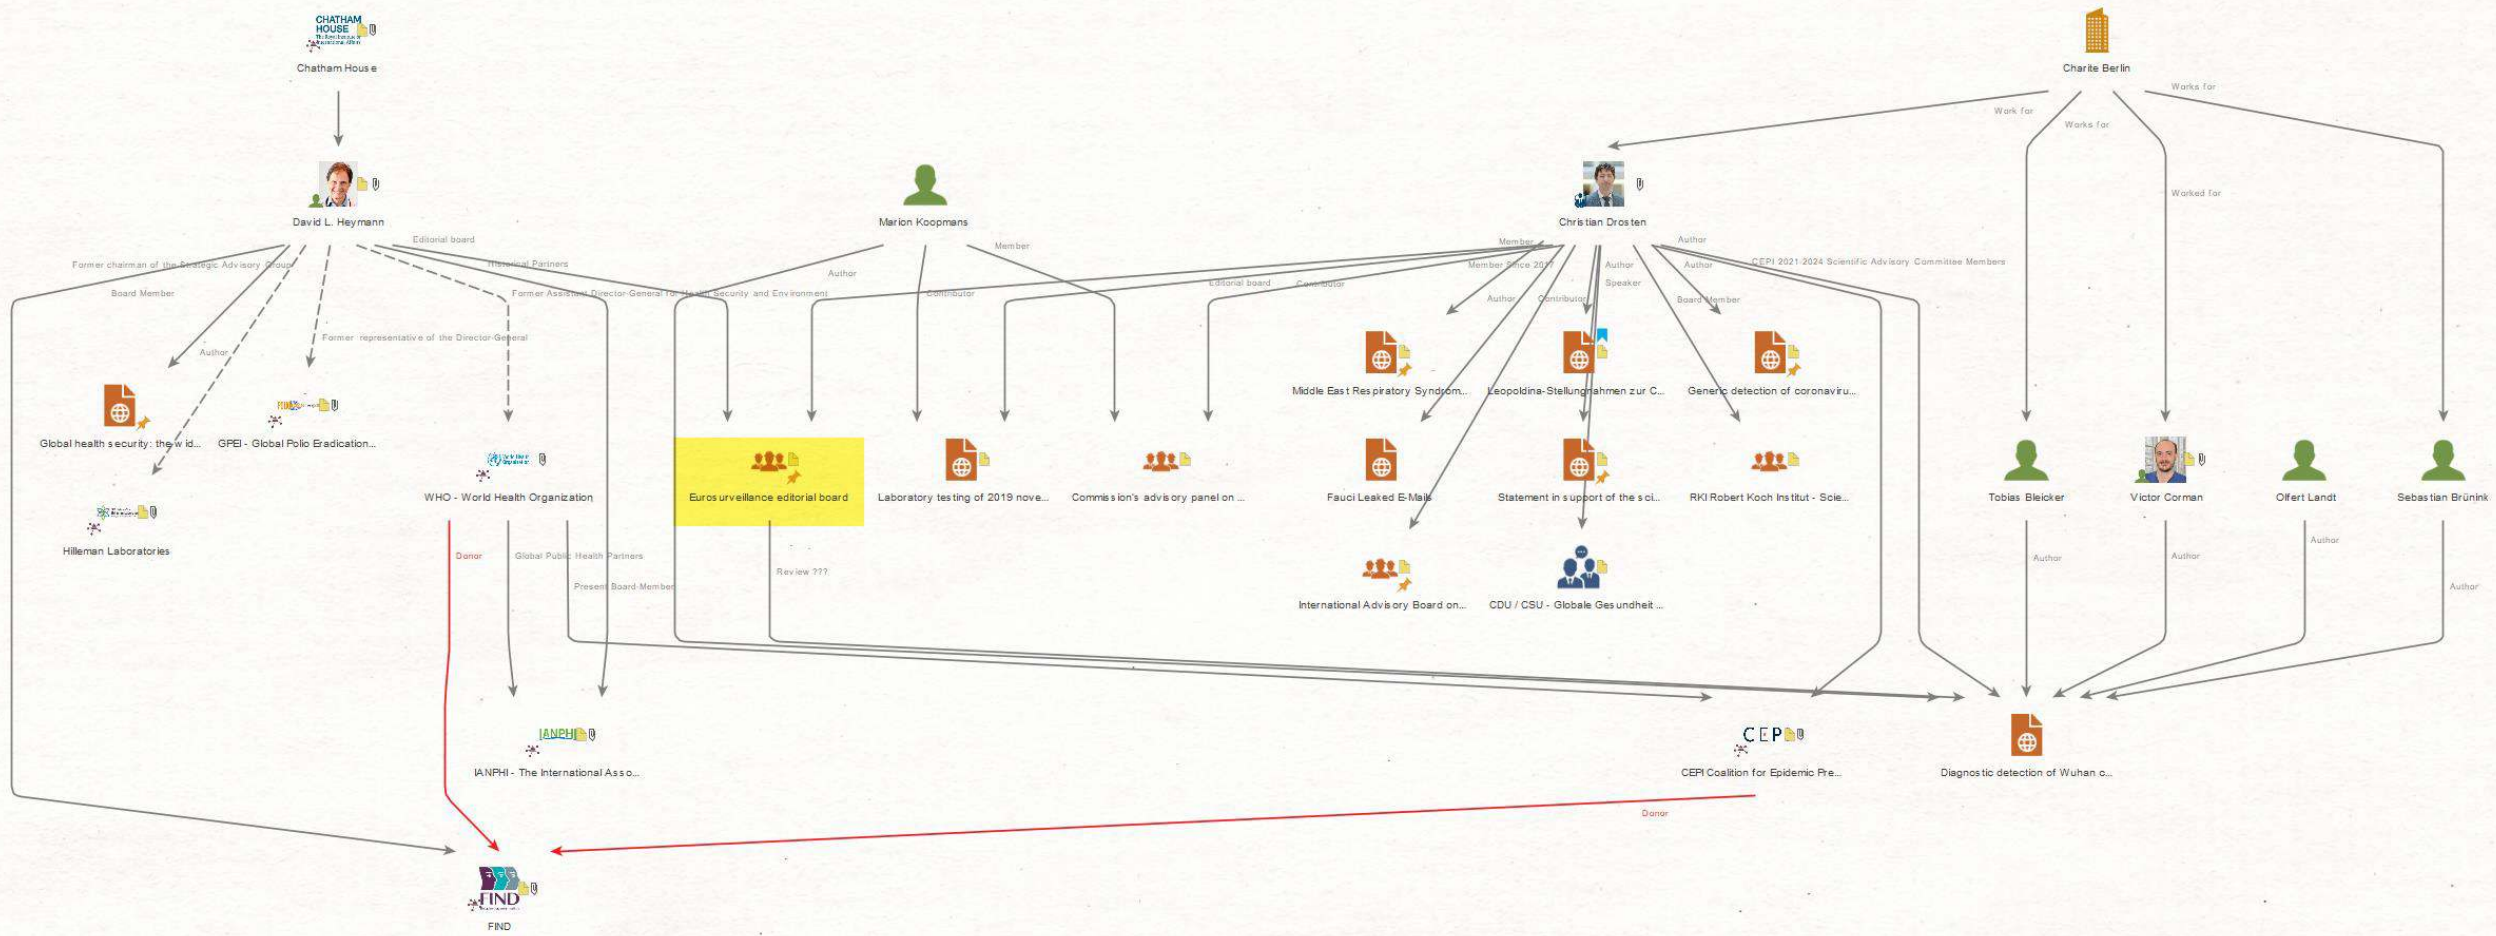 CHATHAM
HOUSE
Chatham House
Charite Berlin
Works for
Work for
Works for
Worked for
David L. Heymann
Marion Koopmans
Christian Drosten
Editorial board
Member
Member
Author
Former chairman of the Strategic Advisory Group
Historical Partners
Member Since 2017
Author
Author
CEPI 2021-2024 Scientific Advisory Committee Members
Author
Board Member
Former Assistant Director-General for Health Security and Environment
Contributor
Editorial board
Contributor
Speaker
Author
Contributor
Board Member
Former representative of the Director-General
Author
Middle East Respiratory Syndrom...
Leopoldina-Stellungnahmen zur C...
Generic detection of coronaviru...
Global health security: the wid...
GPEI - Global Polio Eradication...
WHO - World Health Organization
Eurosurveillance editorial board
Laboratory testing of 2019 nove...
Commission's advisory panel on ...
Fauci Leaked E-Mails
Statement in support of the sci...
RKI Robert Koch Institut - Scie...
Tobias Bleicker
Victor Corman
Olfert Landt
Sebastian Brünink
Hilleman Laboratories
Donor
Global Public Health Partners
Review ???
Present Board-Member
Author
Author
Author
Author
International Advisory Board on...
CDU / CSU - Globale Gesundheit ...
IANPHI
CEPI
IANPHI - The International Asso...
CEPI Coalition for Epidemic Pre...
Diagnostic detection of Wuhan c...
Donor
FIND
FIND